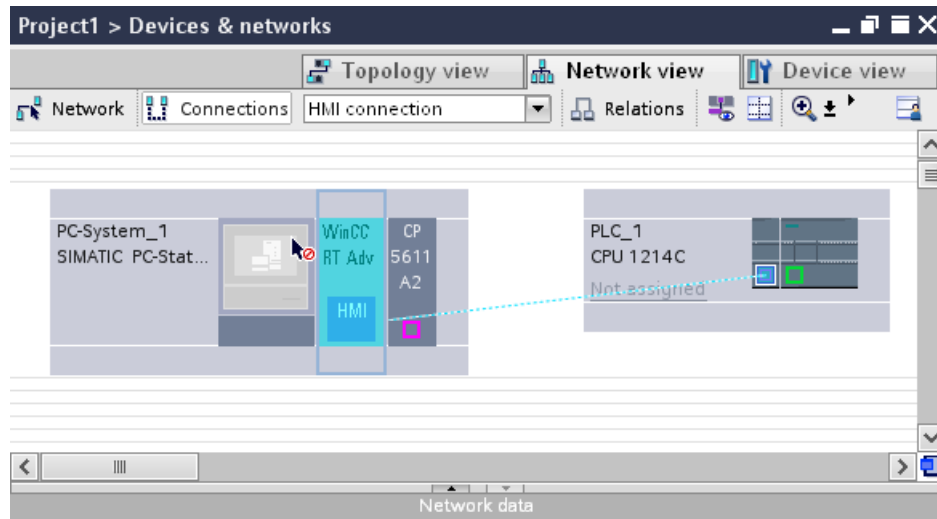 Project1 > Devices & networks
Topology view Network view Device view
Network Connections HMI connection Relations
PC-System_1
SIMATIC PC-Stat...
WinCC
RT Adv
HMI
CP
5611
A2
PLC_1
CPU 1214C
Not assigned
Network data